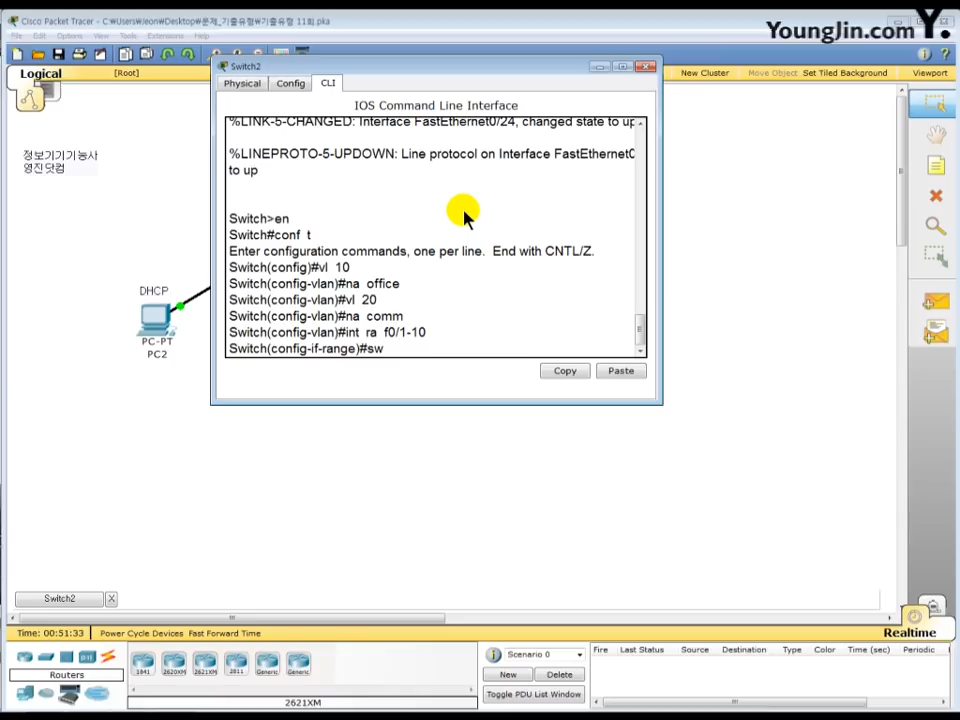 Cisco Packet Tracer - C:\Users\jeon\Desktop\문제_기출유형\기출유형 11회.pka
YoungJin.com Y.
File Edit Options View Tools Extensions Help
Logical
[Root]
New Cluster
Move Object
Set Tiled Background
Viewport
Switch2
Physical
Config
CLI
IOS Command Line Interface
%LINK-5-CHANGED: Interface FastEthernet0/24, changed state to up
%LINEPROTO-5-UPDOWN: Line protocol on Interface FastEthernet0
to up
Switch>en
Switch#conf t
Enter configuration commands, one per line. End with CNTL/Z.
Switch(config)#vl 10
Switch(config-vlan)#na office
Switch(config-vlan)#vl 20
Switch(config-vlan)#na comm
Switch(config-vlan)#int ra f0/1-10
Switch(config-if-range)#sw
Copy
Paste
정보기기기능사
영진닷컴
DHCP
PC-PT
PC2
Switch2
X
Time: 00:51:33
Power Cycle Devices Fast Forward Time
Realtime
Routers
1841
2620XM
2621XM
2811
Generic
Generic
2621XM
Scenario 0
New
Delete
Toggle PDU List Window
Fire
Last Status
Source
Destination
Type
Color
Time (sec)
Periodic